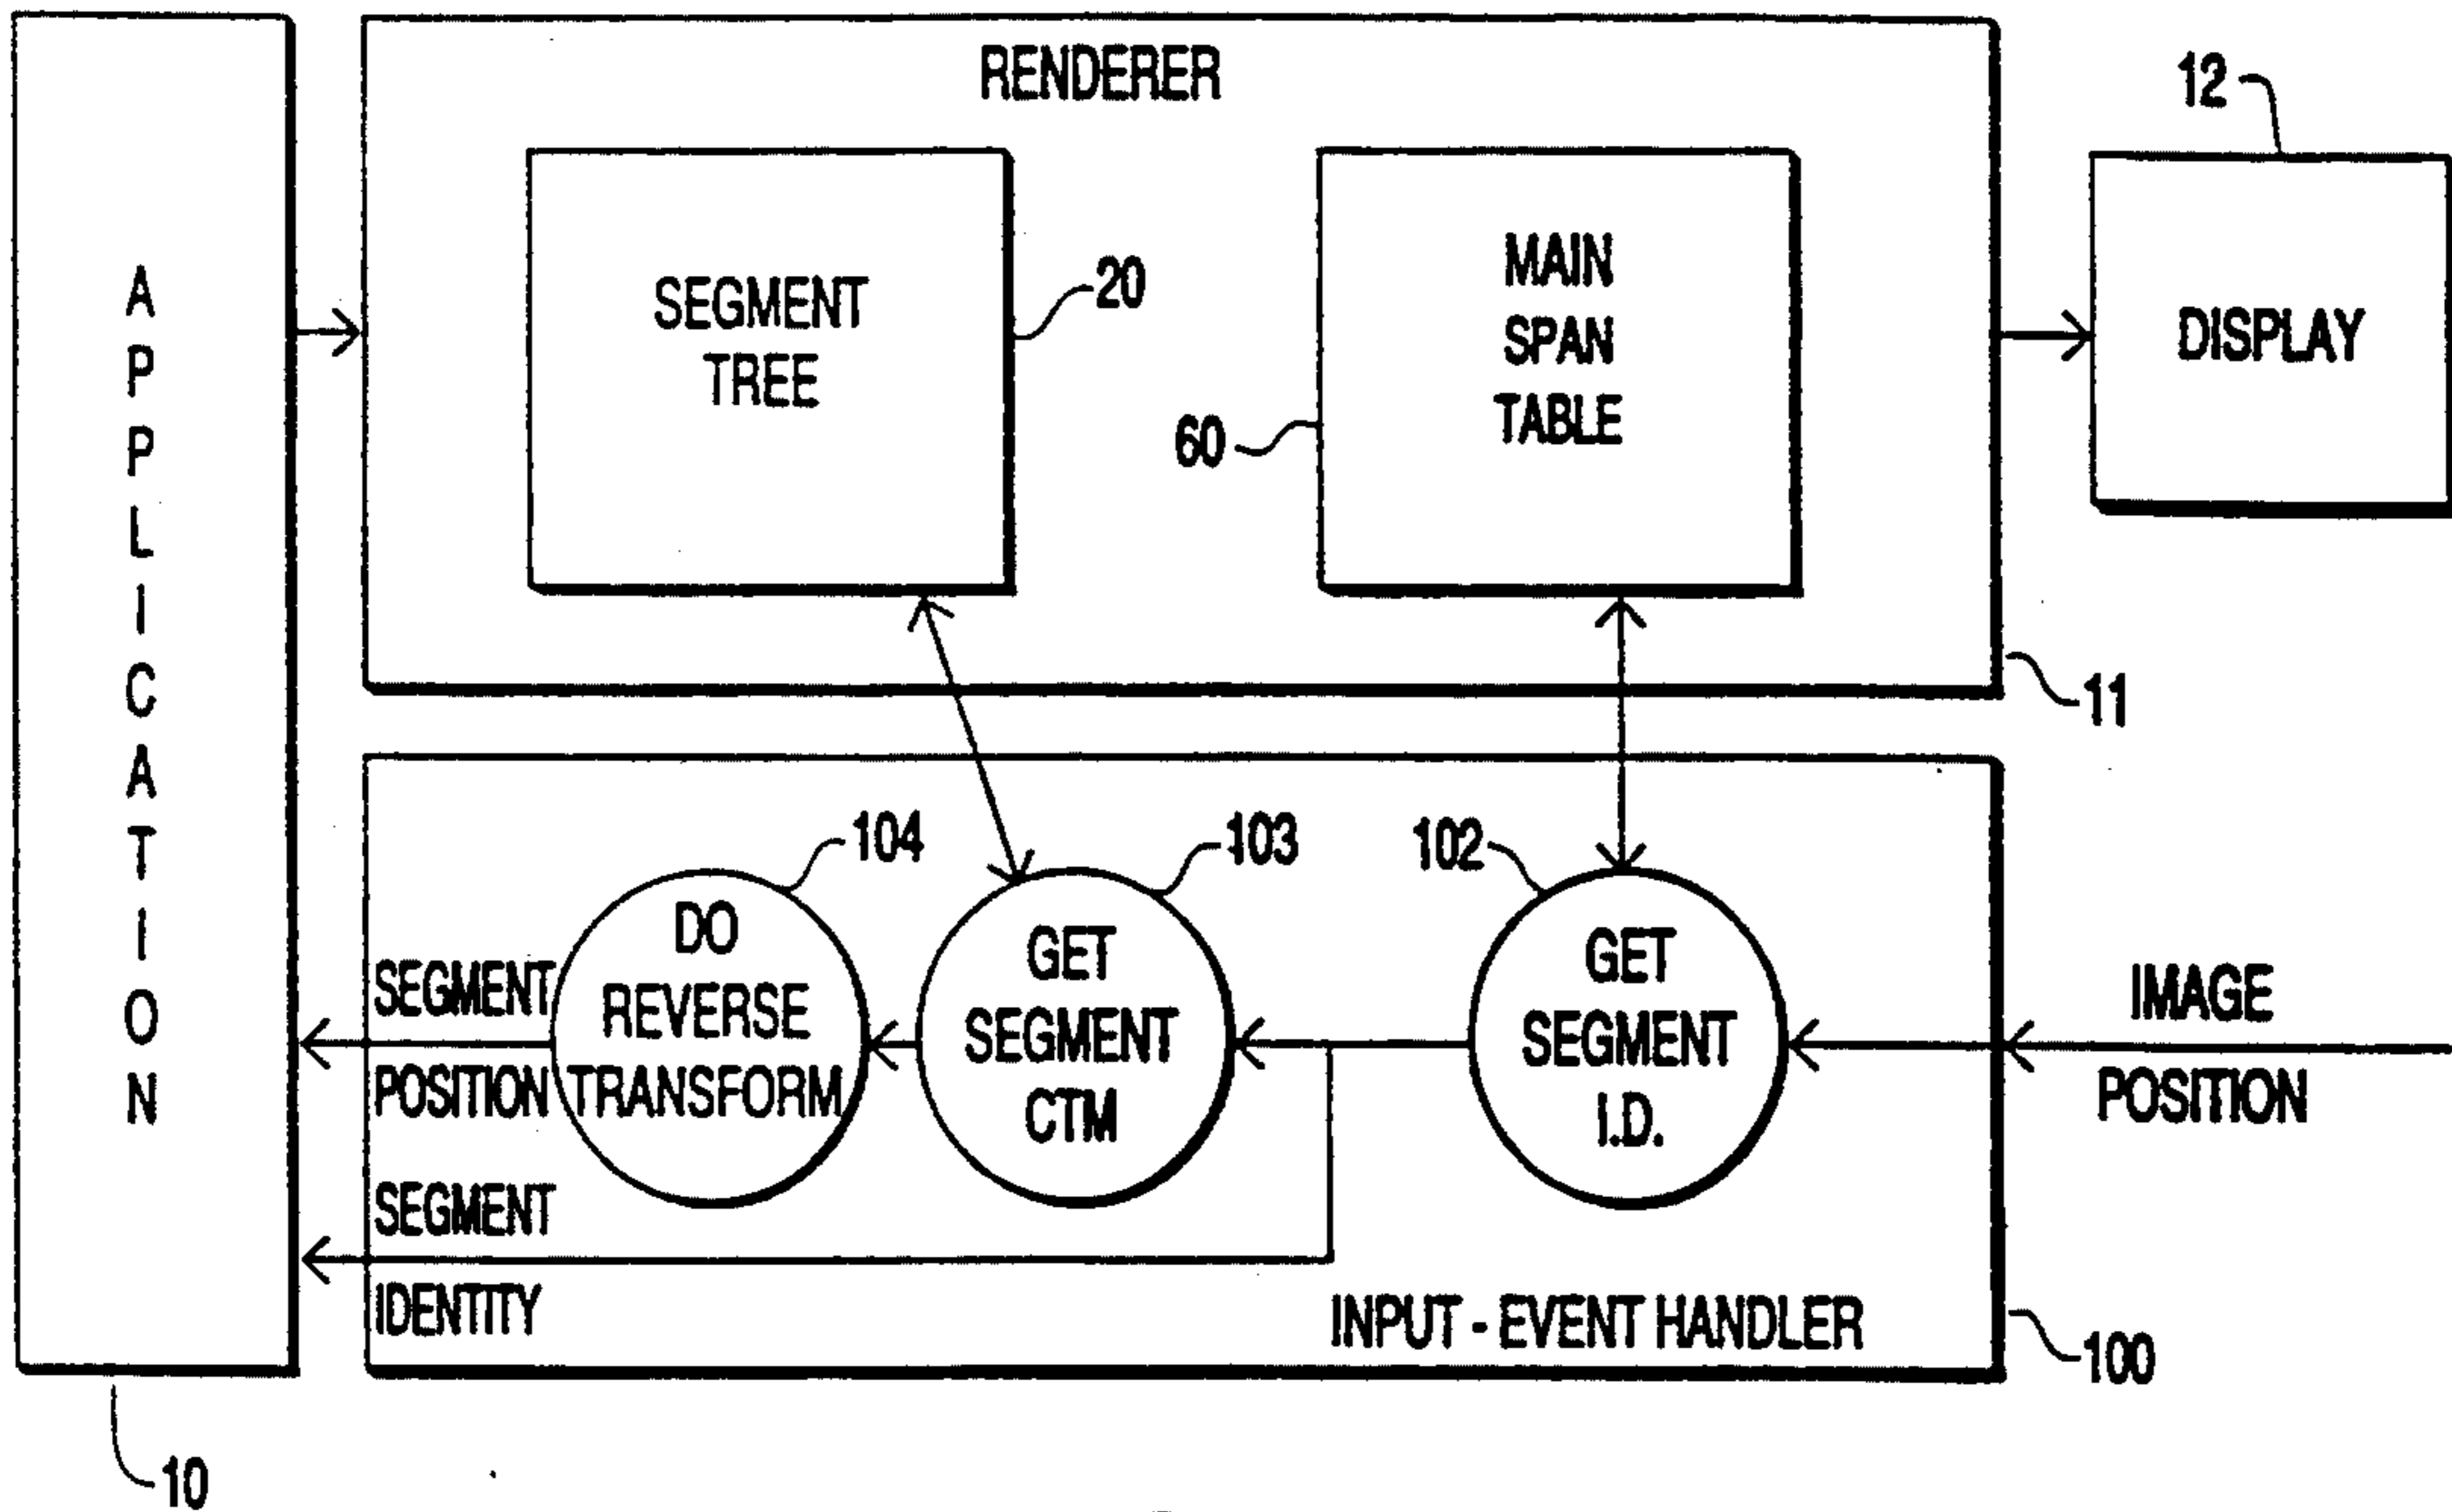 APPLICATION
10
RENDERER
SEGMENT
TREE
20
MAIN
SPAN
TABLE
60
12
DISPLAY
11
104
DO
REVERSE
TRANSFORM
103
GET
SEGMENT
CTM
102
GET
SEGMENT
I.D.
SEGMENT
POSITION
SEGMENT
IDENTITY
IMAGE
POSITION
INPUT - EVENT HANDLER
100